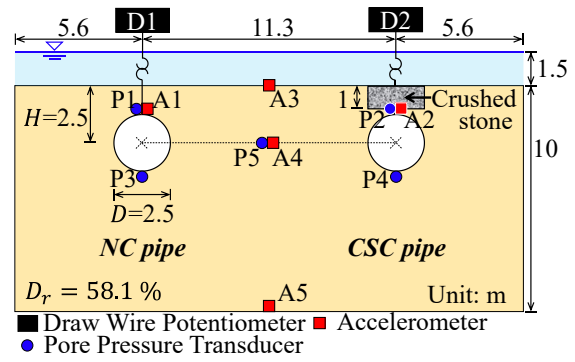 D1 D2
5.6 11.3 5.6
1.5
P1 A1 A3 1 Crushed
stone
H=2.5 P2 A2
P5 A4 10
P3 P4
D=2.5
NC pipe CSC pipe
D_r = 58.1 % A5 Unit: m
Draw Wire Potentiometer Accelerometer
Pore Pressure Transducer